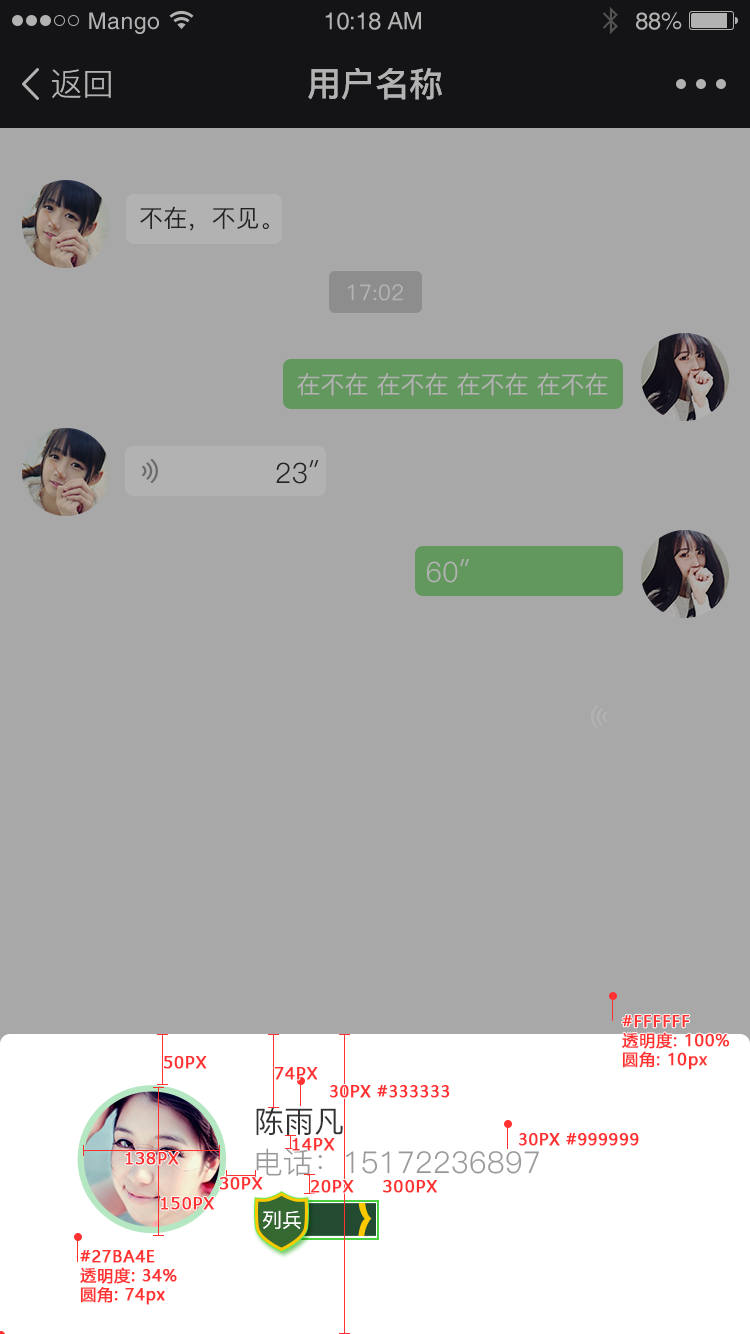 Mango 10:18 AM 88%
返回 用户名称
不在，不见。
17:02
在不在 在不在 在不在 在不在
23″
60″
#FFFFFF
透明度: 100%
圆角: 10px
50PX
74PX
30PX #333333
陈雨凡
14PX
30PX #999999
138PX
电话：15172236897
30PX
20PX
300PX
150PX
列兵
#27BA4E
透明度: 34%
圆角: 74px